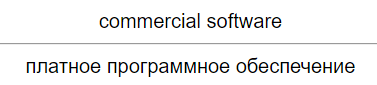 commercial software
платное программное обеспечение